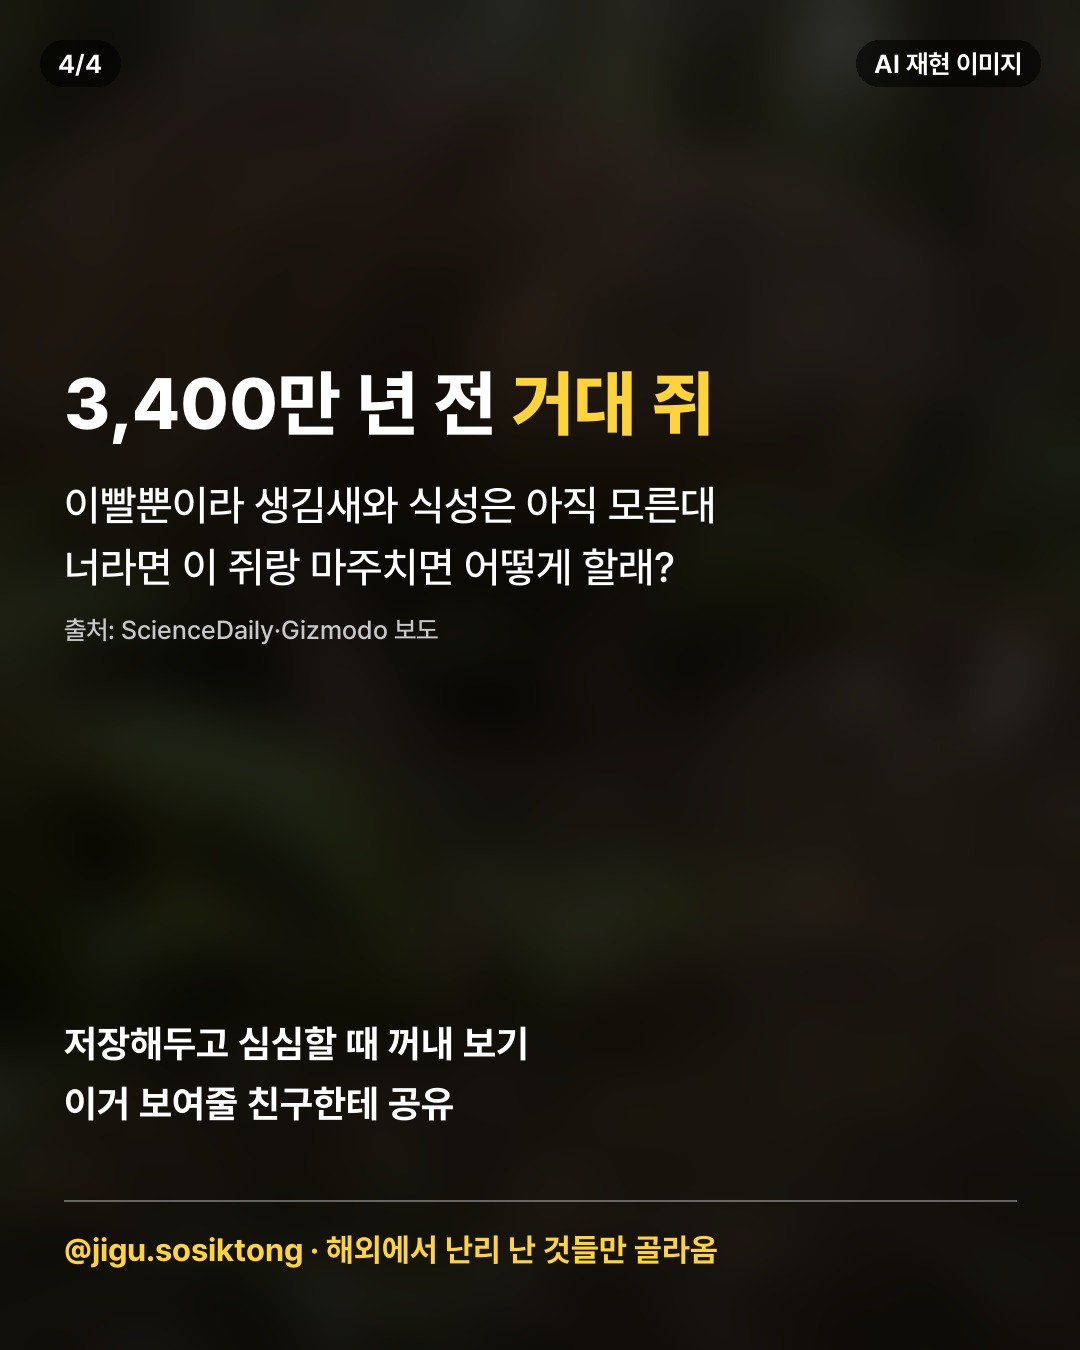 4/4
AI 재현 이미지
3,400만 년 전 거대 쥐
이빨뿐이라 생김새와 식성은 아직 모른대
너라면 이 쥐랑 마주치면 어떻게 할래?
출처: ScienceDaily·Gizmodo 보도
저장해두고 심심할 때 꺼내 보기
이거 보여줄 친구한테 공유
@jigu.sosiktong · 해외에서 난리 난 것들만 골라옴